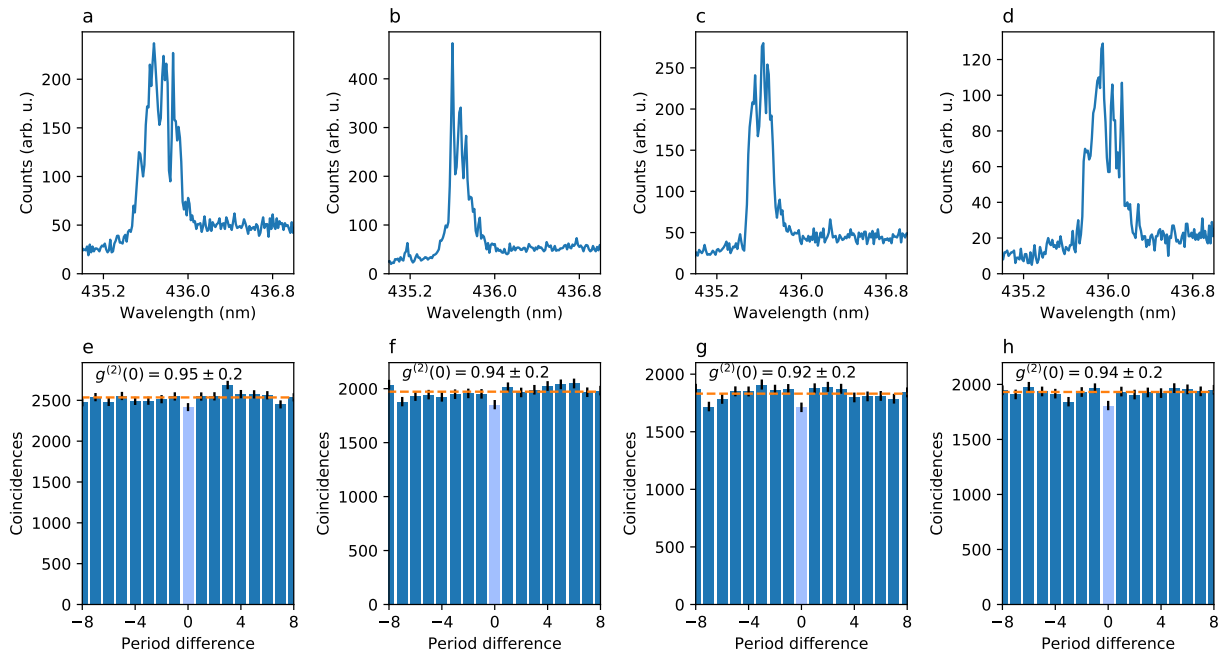 a
Counts (arb. u.)
200
150
100
50
0
435.2
436.0
436.8
Wavelength (nm)
b
Counts (arb. u.)
400
300
200
100
0
435.2
436.0
436.8
Wavelength (nm)
c
Counts (arb. u.)
300
250
200
150
100
50
0
435.2
436.0
436.8
Wavelength (nm)
d
Counts (arb. u.)
120
100
80
60
40
20
0
435.2
436.0
436.8
Wavelength (nm)
e
g⁽²⁾(0) = 0.95 ± 0.2
Coincidences
2500
2000
1500
1000
500
0
−8
−4
0
4
8
Period difference
f
g⁽²⁾(0) = 0.94 ± 0.2
Coincidences
2000
1500
1000
500
0
−8
−4
0
4
8
Period difference
g
g⁽²⁾(0) = 0.92 ± 0.2
Coincidences
2000
1500
1000
500
0
−8
−4
0
4
8
Period difference
h
g⁽²⁾(0) = 0.94 ± 0.2
Coincidences
2000
1500
1000
500
0
−8
−4
0
4
8
Period difference